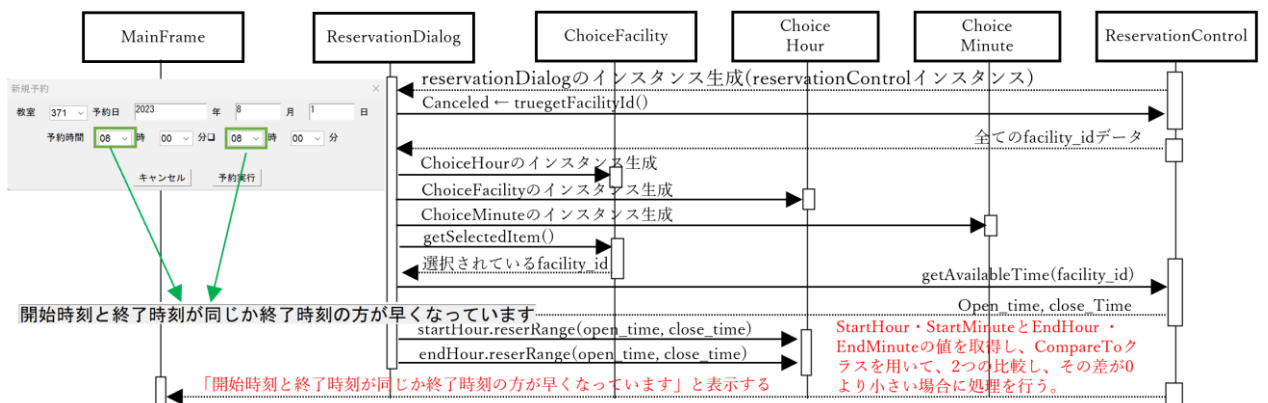 MainFrame
ReservationDialog
ChoiceFacility
Choice
Hour
Choice
Minute
ReservationControl
reservationDialogのインスタンス生成(reservationControlインスタンス)
新規予約
×
Canceled ← truegetFacilityId()
教室 371 予約日 2023 年 8 月 1 日
予約時間 08 時 00 分口 08 時 00 分
全てのfacility_idデータ
ChoiceHourのインスタンス生成
キャンセル 予約実行
ChoiceFacilityのインスタンス生成
ChoiceMinuteのインスタンス生成
getSelectedItem()
選択されているfacility_id
getAvailableTime(facility_id)
Open_time, close_Time
開始時刻と終了時刻が同じか終了時刻の方が早くなっています
startHour.reserRange(open_time, close_time)
endHour.reserRange(open_time, close_time)
StartHour・StartMinuteとEndHour・
EndMinuteの値を取得し、CompareToク
ラスを用いて、2つの比較し、その差が0
より小さい場合に処理を行う。
「開始時刻と終了時刻が同じか終了時刻の方が早くなっています」と表示する